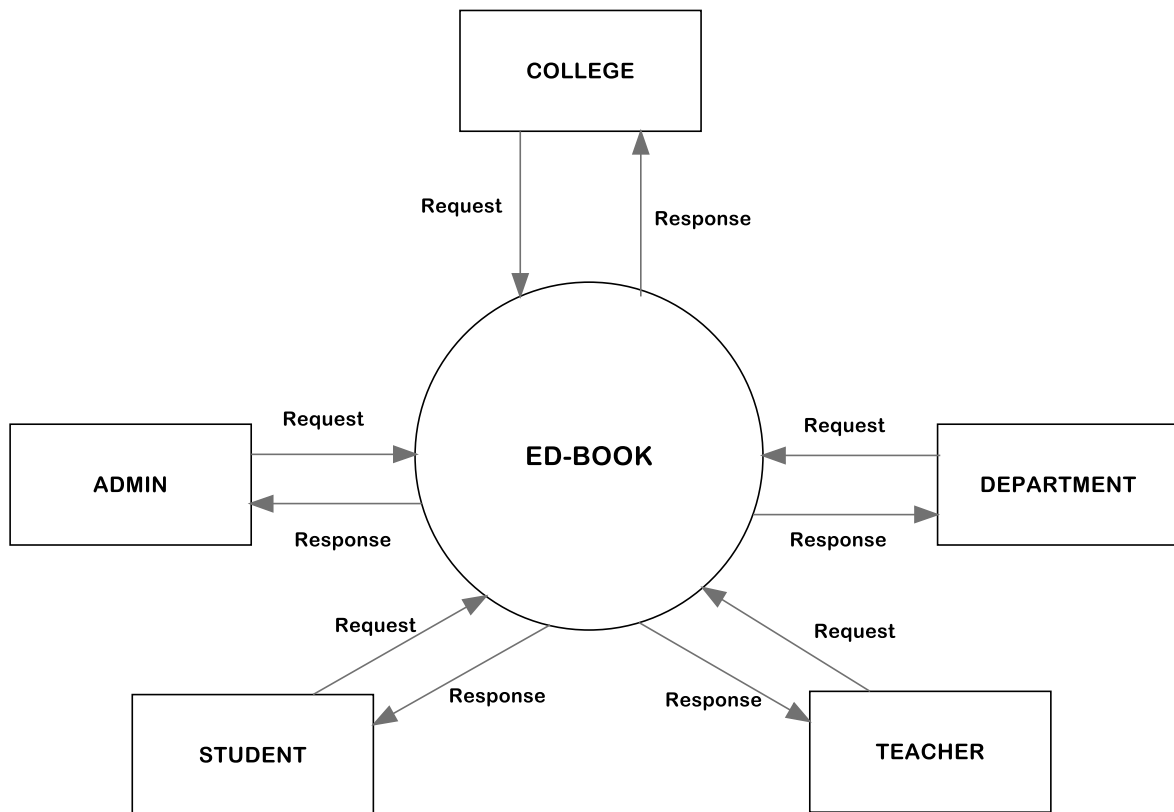 COLLEGE
Request
Response
Request
Request
ED-BOOK
ADMIN
DEPARTMENT
Response
Response
Request
Request
Response
Response
STUDENT
TEACHER